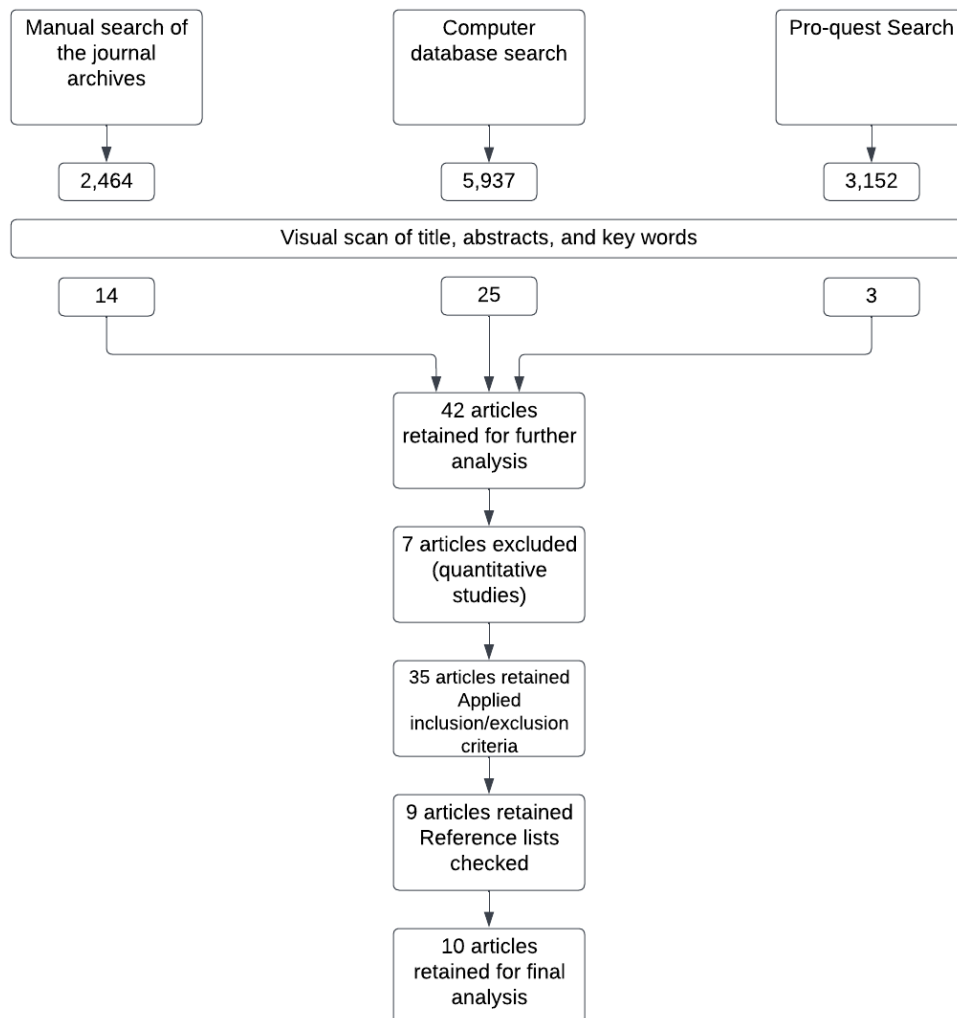 Manual search of
the journal
archives
Computer
database search
Pro-quest Search
2,464
5,937
3,152
Visual scan of title, abstracts, and key words
14
25
3
42 articles
retained for further
analysis
7 articles excluded
(quantitative
studies)
35 articles retained
Applied
inclusion/exclusion
criteria
9 articles retained
Reference lists
checked
10 articles
retained for final
analysis